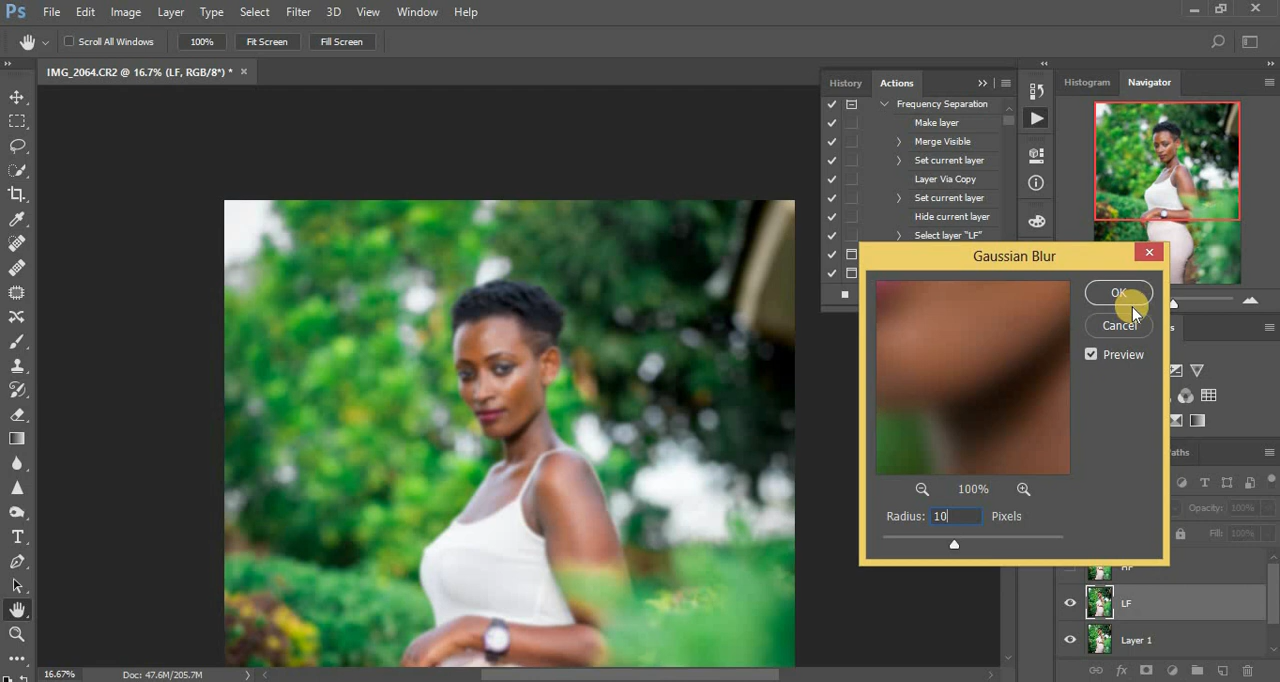 Ps File Edit Image Layer Type Select Filter 3D View Window Help
Scroll All Windows 100% Fit Screen Fill Screen
IMG_2064.CR2 @ 16.7% (LF, RGB/8*) * ×
History Actions
Histogram Navigator
Frequency Separation
Make layer
Merge Visible
Set current layer
Layer Via Copy
Set current layer
Hide current layer
Select layer "LF"
Gaussian Blur
OK
Cancel
Preview
100%
Radius: 10 Pixels
Opacity: 100%
Fill: 100%
HF
LF
Layer 1
16.67% Doc: 47.6M/205.7M